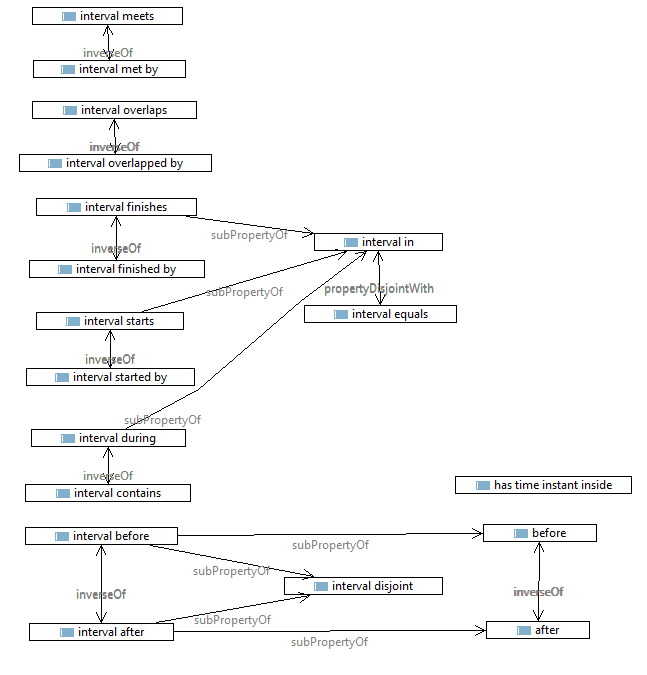 interval meets
inverseOf
interval met by
interval overlaps
inverseOf
interval overlapped by
interval finishes
subPropertyOf
interval in
inverseOf
interval finished by
subPropertyOf
propertyDisjointWith
interval starts
interval equals
inverseOf
interval started by
subPropertyOf
interval during
inverseOf
interval contains
has time instant inside
interval before
before
subPropertyOf
subPropertyOf
interval disjoint
inverseOf
inverseOf
subPropertyOf
interval after
after
subPropertyOf